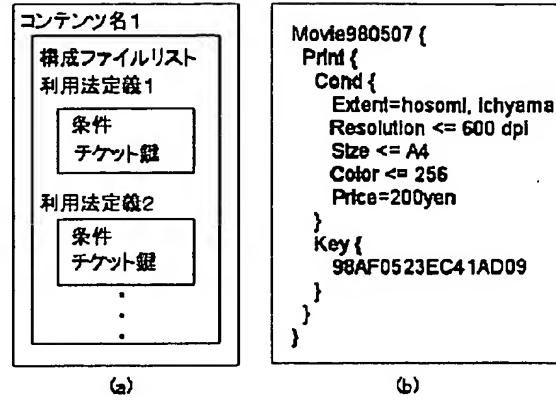 コンテンツ名1
構成ファイルリスト
利用法定義1
条件
チケット鍵
利用法定義2
条件
チケット鍵
(a)
Movie980507 {
Print {
Cond {
Extent=hosomi, ichyama
Resolution <= 600 dpi
Size <= A4
Color <= 256
Price=200yen
}
Key {
98AF0523EC41AD09
}
}
}
(b)